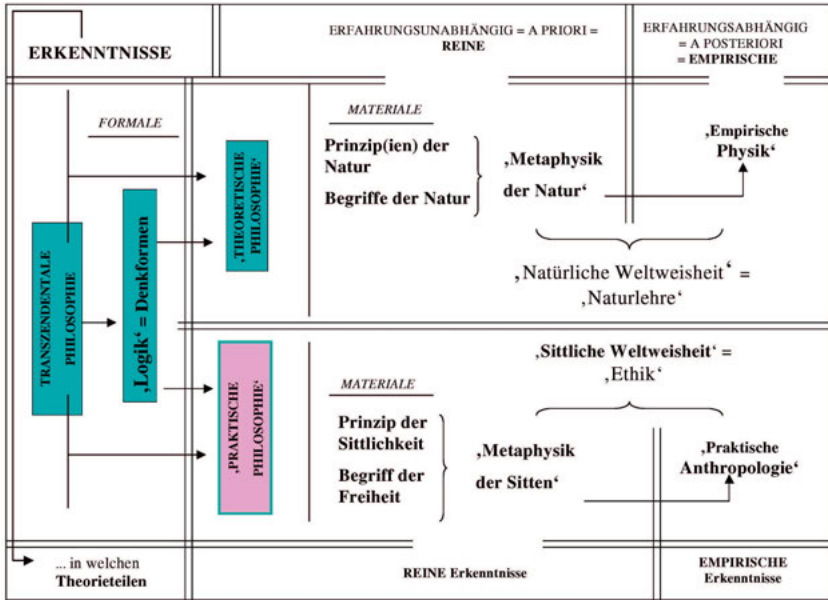 ERKENNTNISSE
ERFAHRUNGSUNABHÄNGIG = A PRIORI =
REINE
ERFAHRUNGSABHÄNGIG
= A POSTERIORI
= EMPIRISCHE
FORMALE
TRANSZENDENTALE
PHILOSOPHIE
‚Logik‘ = Denkformen
‚THEORETISCHE
PHILOSOPHIE‘
MATERIALE
Prinzip(ien) der
Natur
Begriffe der Natur
‚Metaphysik
der Natur‘
‚Empirische
Physik‘
‚Natürliche Weltweisheit‘ =
‚Naturlehre‘
‚PRAKTISCHE
PHILOSOPHIE‘
MATERIALE
Prinzip der
Sittlichkeit
Begriff der
Freiheit
‚Metaphysik
der Sitten‘
‚Sittliche Weltweisheit‘ =
‚Ethik‘
‚Praktische
Anthropologie‘
... in welchen
Theorieteilen
REINE Erkenntnisse
EMPIRISCHE
Erkenntnisse